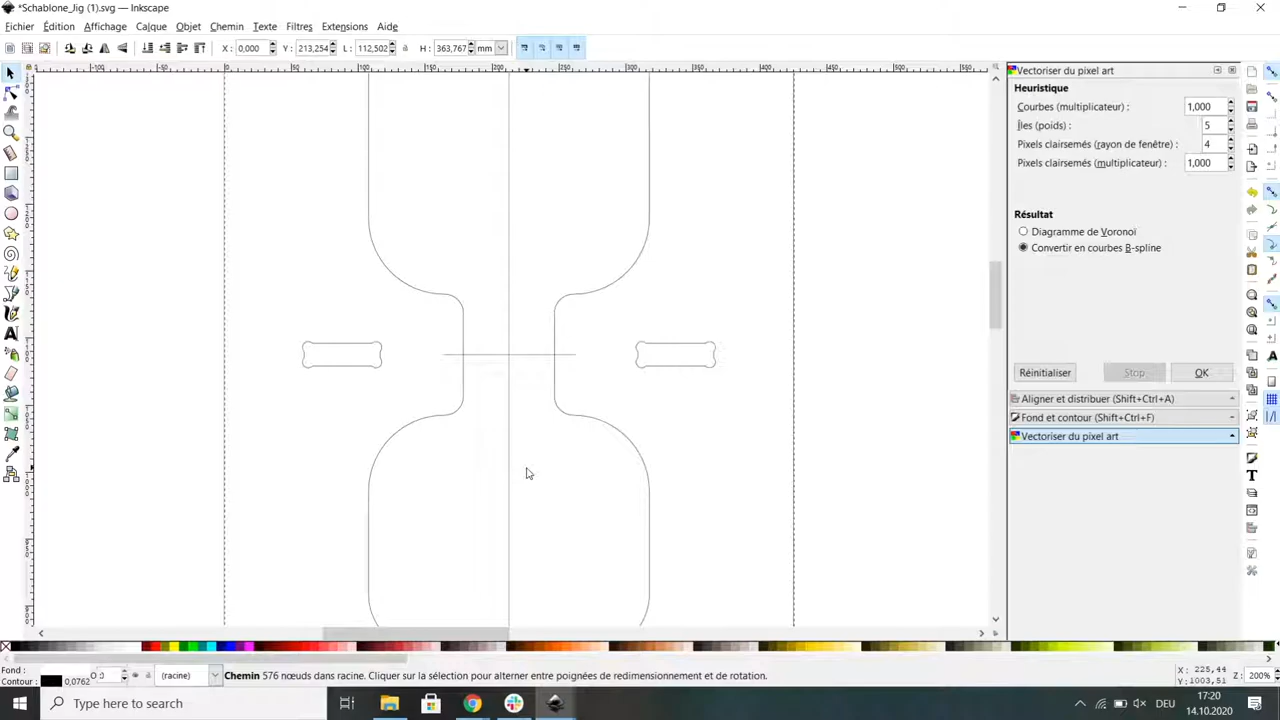 *Schablone_Jig (1).svg — Inkscape
Fichier Édition Affichage Calque Objet Chemin Texte Filtres Extensions Aide
X : 0,000 Y : 213,254 L : 112,502 H : 363,767 mm
Vectoriser du pixel art
Heuristique
Courbes (multiplicateur) : 1,000
Îles (poids) : 5
Pixels clairsemés (rayon de fenêtre) : 4
Pixels clairsemés (multiplicateur) : 1,000
Résultat
Diagramme de Voronoï
Convertir en courbes B-spline
Réinitialiser Stop OK
Aligner et distribuer (Shift+Ctrl+A)
Fond et contour (Shift+Ctrl+F)
Vectoriser du pixel art
Fond :
Contour : 0,0762 O: 0 (racine) Chemin 576 nœuds dans racine. Cliquer sur la sélection pour alterner entre poignées de redimensionnement et de rotation.
X : 225,44
Y : 1003,51 Z : 200%
Type here to search
DEU 17:20
14.10.2020